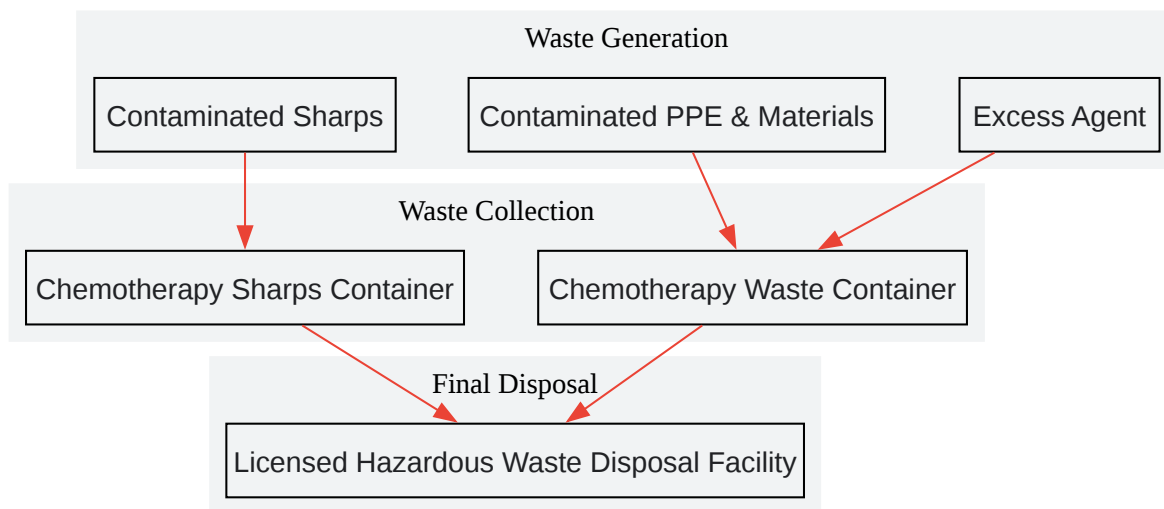 Waste Generation
Contaminated Sharps
Contaminated PPE & Materials
Excess Agent
Waste Collection
Chemotherapy Sharps Container
Chemotherapy Waste Container
Final Disposal
Licensed Hazardous Waste Disposal Facility